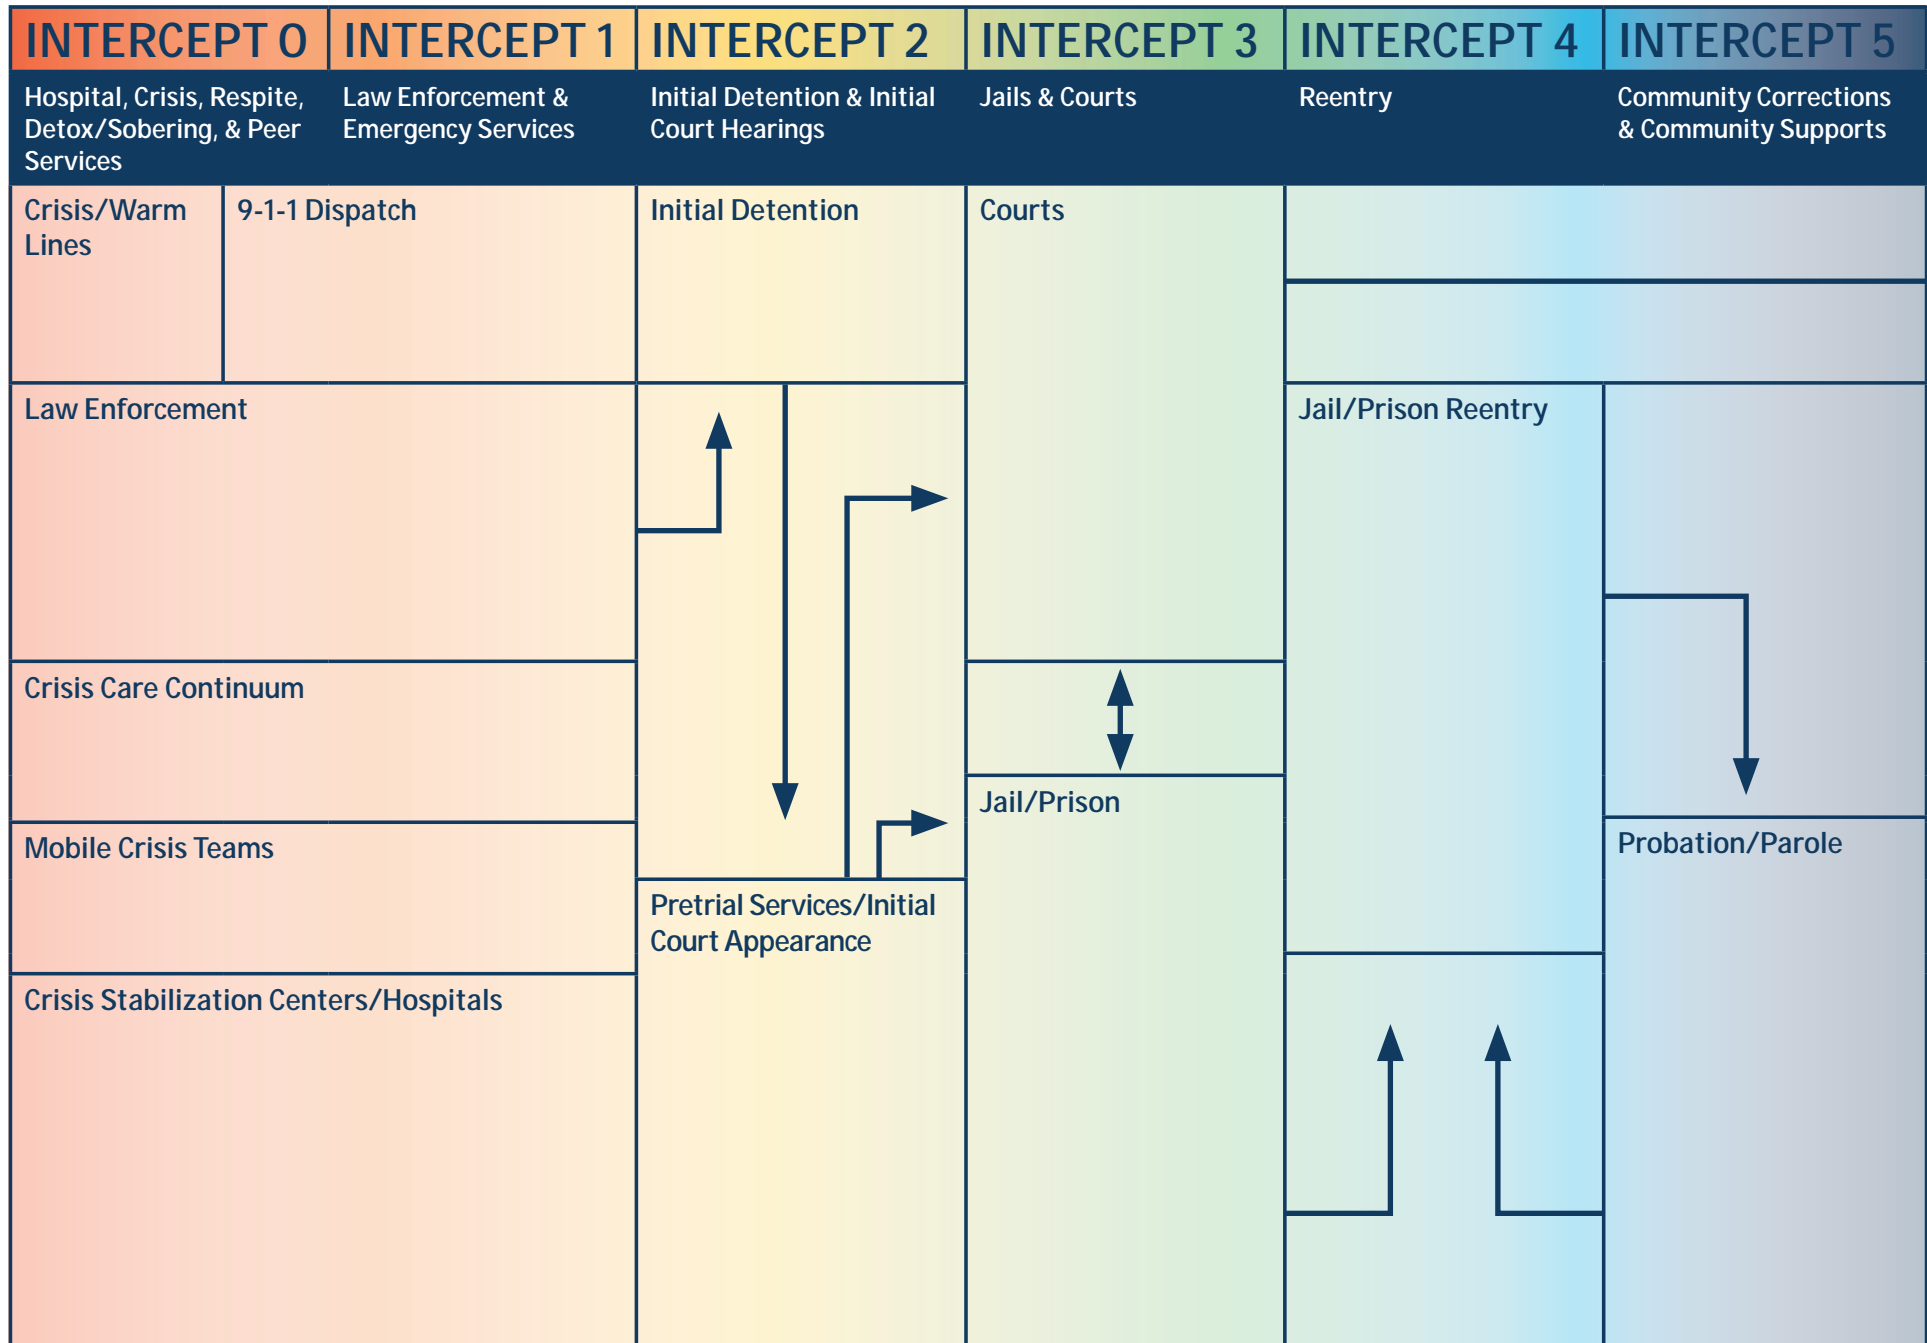 INTERCEPT 0
INTERCEPT 1
INTERCEPT 2
INTERCEPT 3
INTERCEPT 4
INTERCEPT 5
Hospital, Crisis, Respite,
Detox/Sobering, & Peer
Services
Law Enforcement &
Emergency Services
Initial Detention & Initial
Court Hearings
Jails & Courts
Reentry
Community Corrections
& Community Supports
Crisis/Warm
Lines
9-1-1 Dispatch
Initial Detention
Courts
Law Enforcement
Jail/Prison Reentry
Crisis Care Continuum
Jail/Prison
Mobile Crisis Teams
Probation/Parole
Pretrial Services/Initial
Court Appearance
Crisis Stabilization Centers/Hospitals